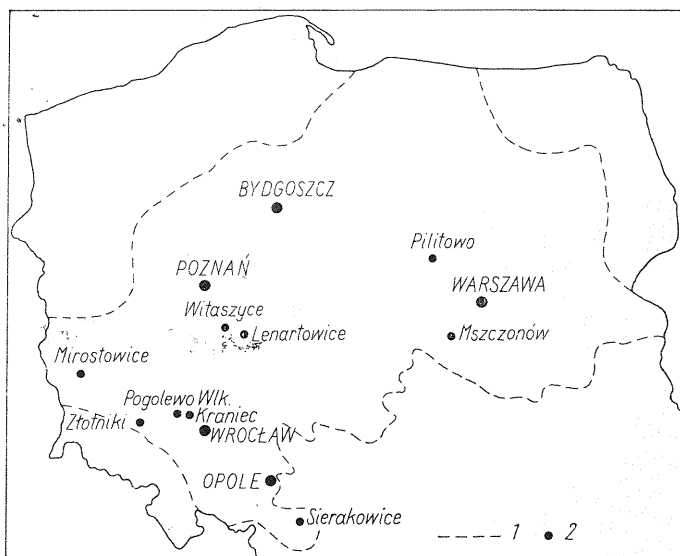 BYDGOSZCZ
Pilitowo
POZNAŃ
WARSZAWA
Witaszyce
Lenartowice
Mszczonów
Mirostowice
Pogolewo Wlk.
Złotniki
Kraniec
WROCŁAW
OPOLE
Sierakowice
1 2